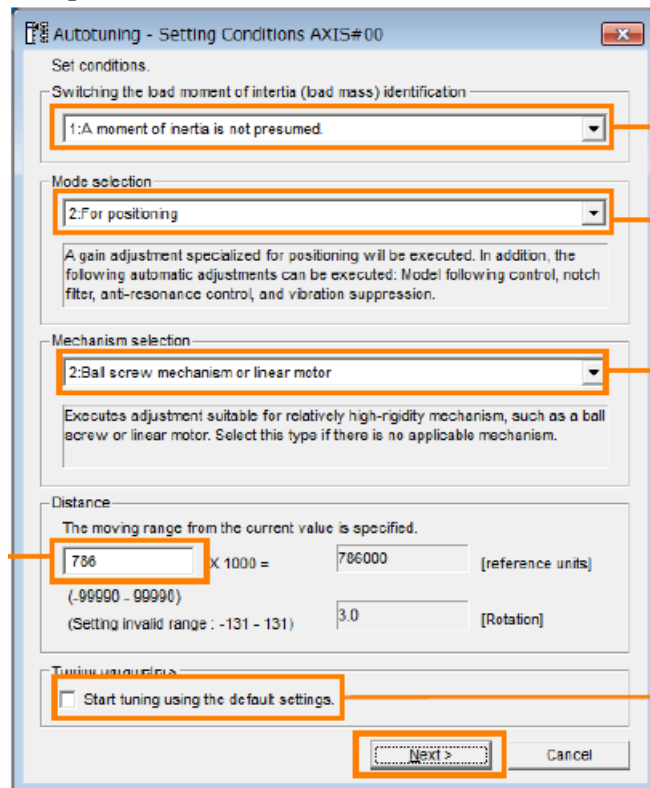 Autotuning - Setting Conditions AXIS#00
Set conditions.
Switching the load moment of intertia (load mass) identification
1:A moment of inertia is not presumed.
Mode selection
2:For positioning
A gain adjustment specialized for positioning will be executed. In addition, the
following automatic adjustments can be executed: Model following control, notch
filter, anti-resonance control, and vibration suppression.
Mechanism selection
2:Ball screw mechanism or linear motor
Executes adjustment suitable for relatively high-rigidity mechanism, such as a ball
screw or linear motor. Select this type if there is no applicable mechanism.
Distance
The moving range from the current value is specified.
786 X 1000 = 786000 [reference units]
(-99990 - 99990)
(Setting invalid range : -131 - 131) 3.0 [Rotation]
Tuning parameters
Start tuning using the default settings.
Next > Cancel